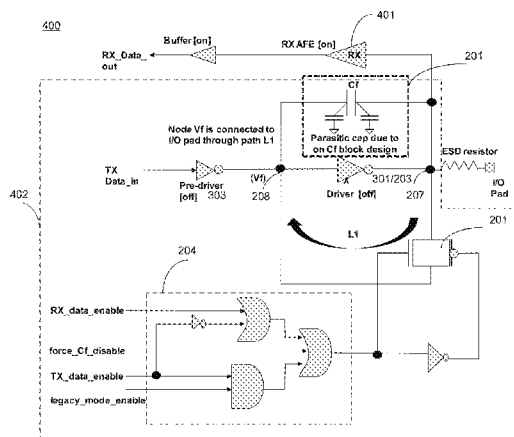 400
Buffer [on]
RX AFE [on]
401
RX_Data_
out
RX
201
Cf
Parasitic cap due to
on Cf block design
Node Vf is connected to
I/O pad through path L1
ESD resistor
TX
Data_in
Pre-driver
[off]
303
(Vf)
208
Driver [off]
301/203
207
I/O
Pad
402
L1
204
201
RX_data_enable
force_Cf_disable
TX_data_enable
legacy_mode_enable